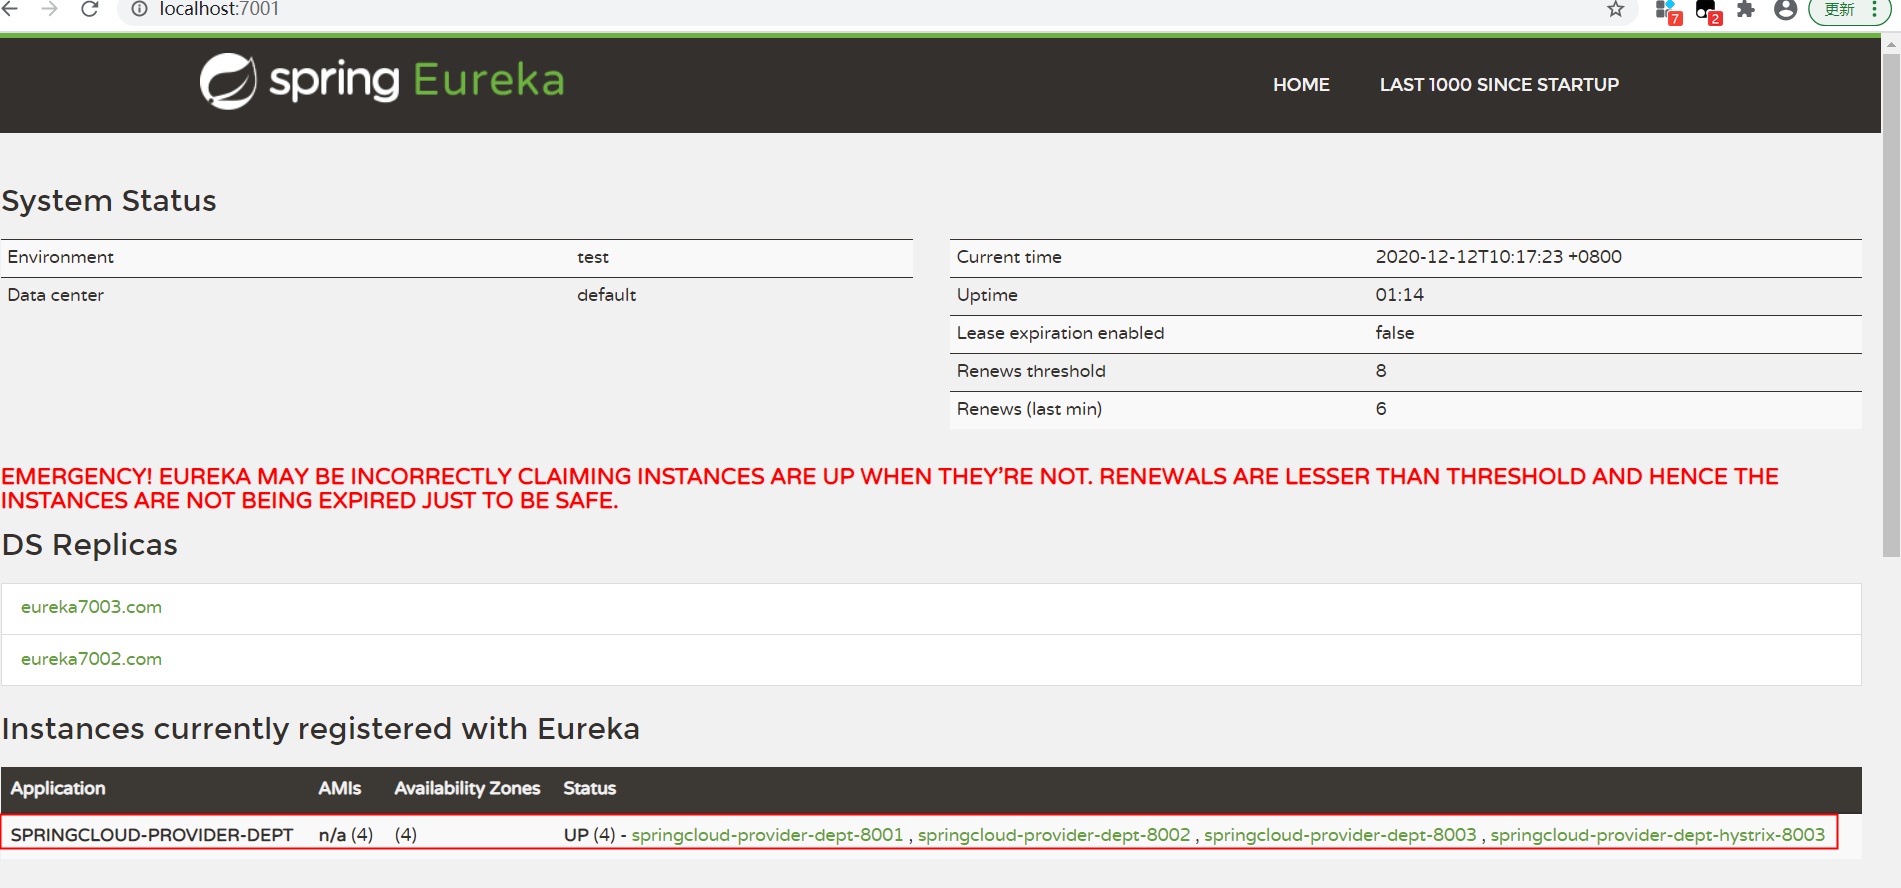 localhost:7001
7
2
更新
spring Eureka
HOME
LAST 1000 SINCE STARTUP
System Status
Environment test
Data center default
Current time 2020-12-12T10:17:23 +0800
Uptime 01:14
Lease expiration enabled false
Renews threshold 8
Renews (last min) 6
EMERGENCY! EUREKA MAY BE INCORRECTLY CLAIMING INSTANCES ARE UP WHEN THEY'RE NOT. RENEWALS ARE LESSER THAN THRESHOLD AND HENCE THE
INSTANCES ARE NOT BEING EXPIRED JUST TO BE SAFE.
DS Replicas
eureka7003.com
eureka7002.com
Instances currently registered with Eureka
Application AMIs Availability Zones Status
SPRINGCLOUD-PROVIDER-DEPT n/a (4) (4) UP (4) - springcloud-provider-dept-8001 , springcloud-provider-dept-8002 , springcloud-provider-dept-8003 , springcloud-provider-dept-hystrix-8003